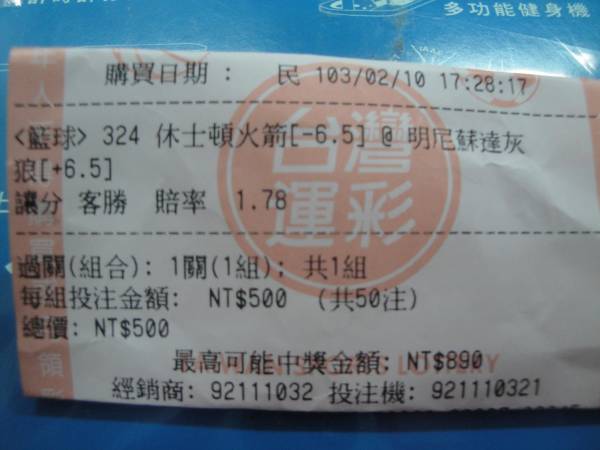 多功能健身機
購買日期: 民 103/02/10 17:28:17
<籃球> 324 休士頓火箭[-6.5] @ 明尼蘇達灰
狼[+6.5]
讓分 客勝 賠率 1.78
台灣
運彩
過關(組合): 1關(1組); 共1組
每組投注金額: NT$500 (共50注)
總價: NT$500
最高可能中獎金額: NT$890
經銷商: 92111032 投注機: 921110321